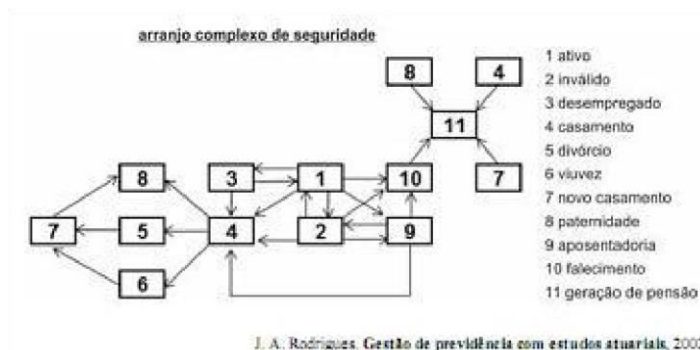 arranjo complexo de seguridade
8 4
11
8 3 1 10 7
7 5 4 2 9
6
1 ativo
2 inválido
3 desempregado
4 casamento
5 divórcio
6 viuvez
7 novo casamento
8 paternidade
9 aposentadoria
10 falecimento
11 geração de pensão
J. A. Rodrigues. Gestão de previdência com estudos atuariais,